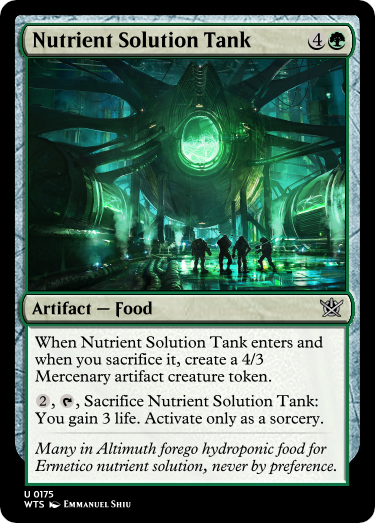 Nutrient Solution Tank 4
Artifact — Food
When Nutrient Solution Tank enters and
when you sacrifice it, create a 4/3
Mercenary artifact creature token.
2, , Sacrifice Nutrient Solution Tank:
You gain 3 life. Activate only as a sorcery.
Many in Altimuth forego hydroponic food for
Ermetico nutrient solution, never by preference.
U 0175
WTS Emmanuel Shiu